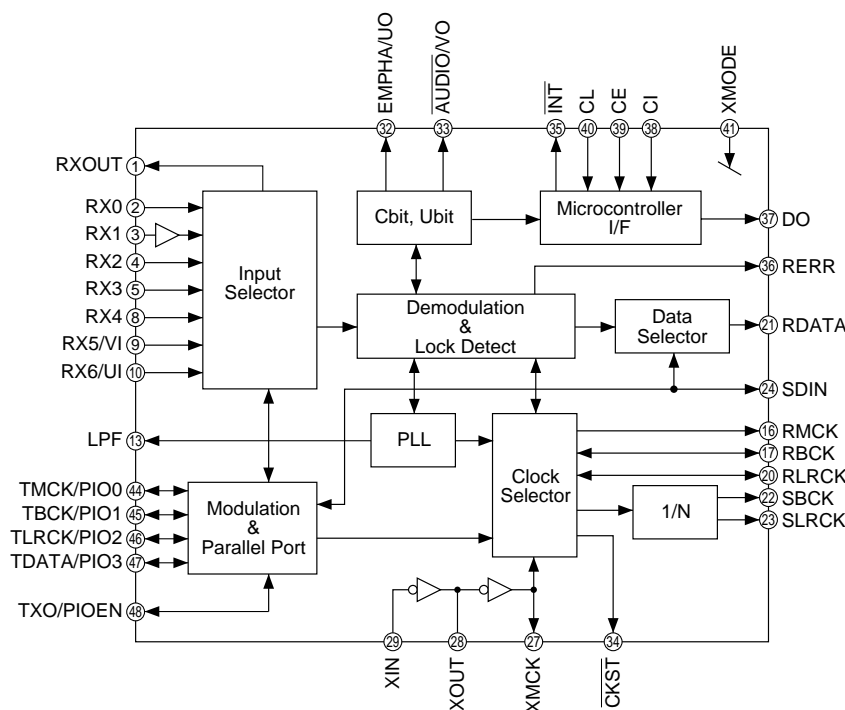 EMPHA/UO
AUDIO/VO
INT
CL
CE
CI
XMODE
32
33
35
40
39
38
41
RXOUT
1
RX0
2
RX1
3
RX2
4
RX3
5
RX4
8
RX5/VI
9
RX6/UI
10
Input
Selector
Cbit, Ubit
Microcontroller
I/F
37
DO
36
RERR
Demodulation
&
Lock Detect
Data
Selector
21
RDATA
24
SDIN
LPF
13
PLL
Clock
Selector
16
RMCK
17
RBCK
20
RLRCK
1/N
22
SBCK
23
SLRCK
TMCK/PIO0
44
TBCK/PIO1
45
TLRCK/PIO2
46
TDATA/PIO3
47
TXO/PIOEN
48
Modulation
&
Parallel Port
29
28
27
34
XIN
XOUT
XMCK
CKST